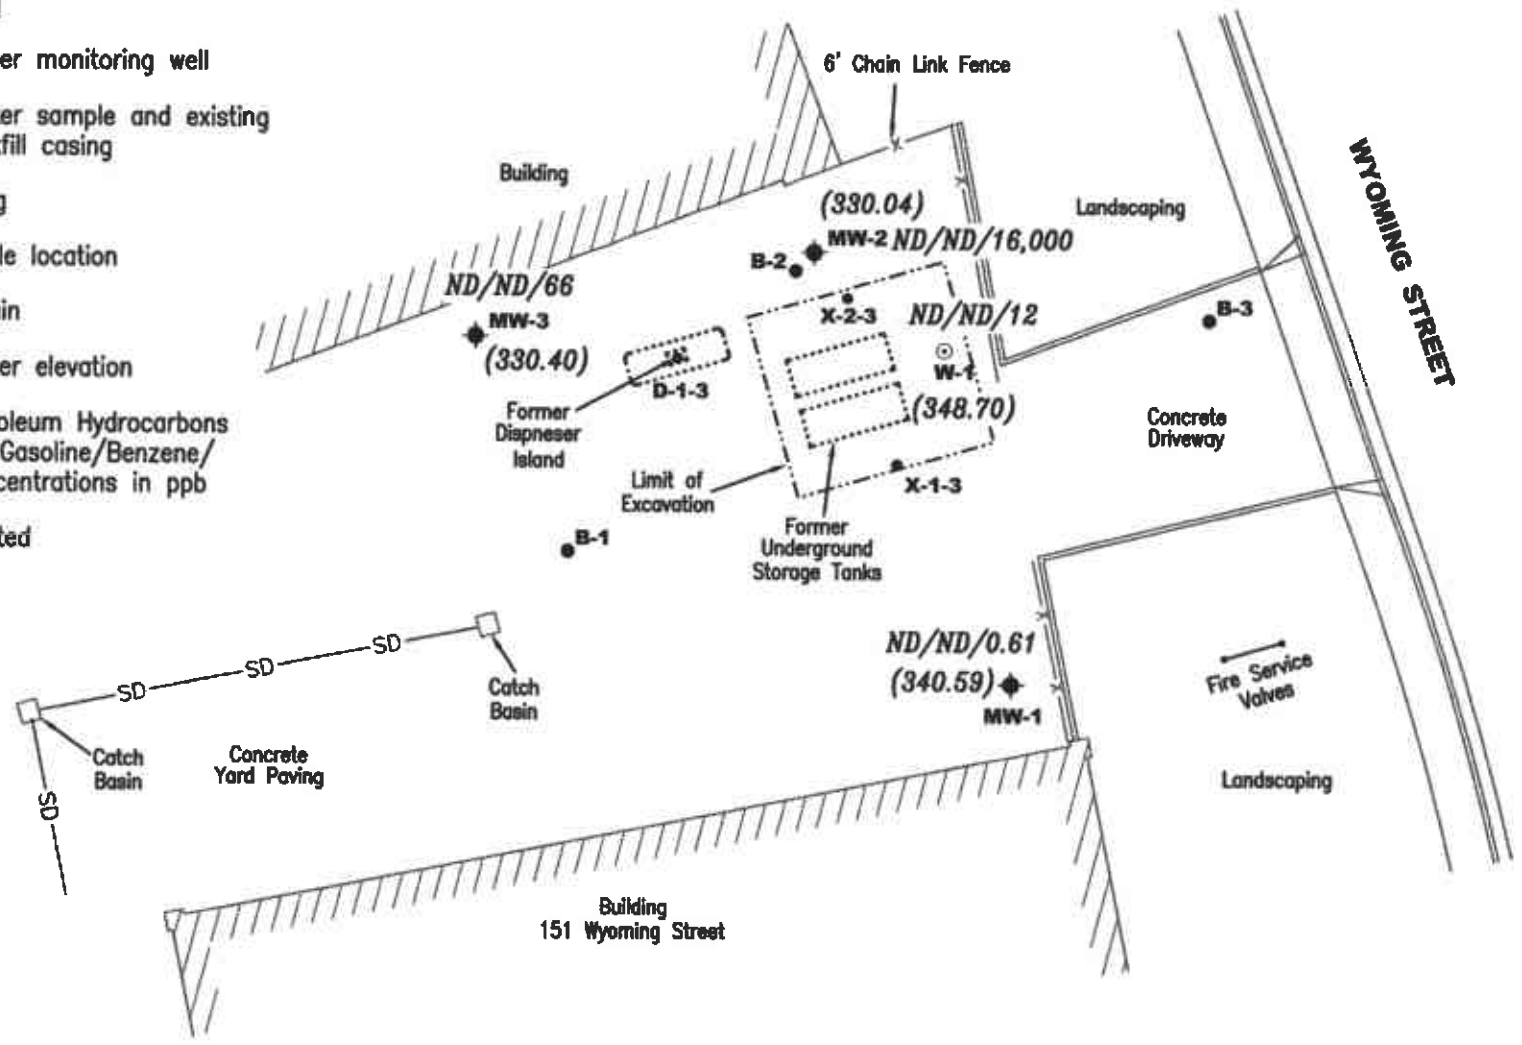 er monitoring well
ter sample and existing
fill casing
g
le location
in
er elevation
oleum Hydrocarbons
Gasoline/Benzene/
centrations in ppb
ted
6' Chain Link Fence
Building
(330.04)
MW-2 ND/ND/16,000
B-2
Landscaping
WYOMING STREET
ND/ND/66
MW-3
(330.40)
X-2-3
ND/ND/12
W-1
(348.70)
B-3
D-1-3
Former
Dispneser
Island
Concrete
Driveway
Limit of
Excavation
X-1-3
Former
Underground
Storage Tanks
B-1
SD
SD
SD
SD
Catch
Basin
Catch
Basin
Concrete
Yard Paving
ND/ND/0.61
(340.59)
MW-1
Fire Service
Valves
Landscaping
Building
151 Wyoming Street